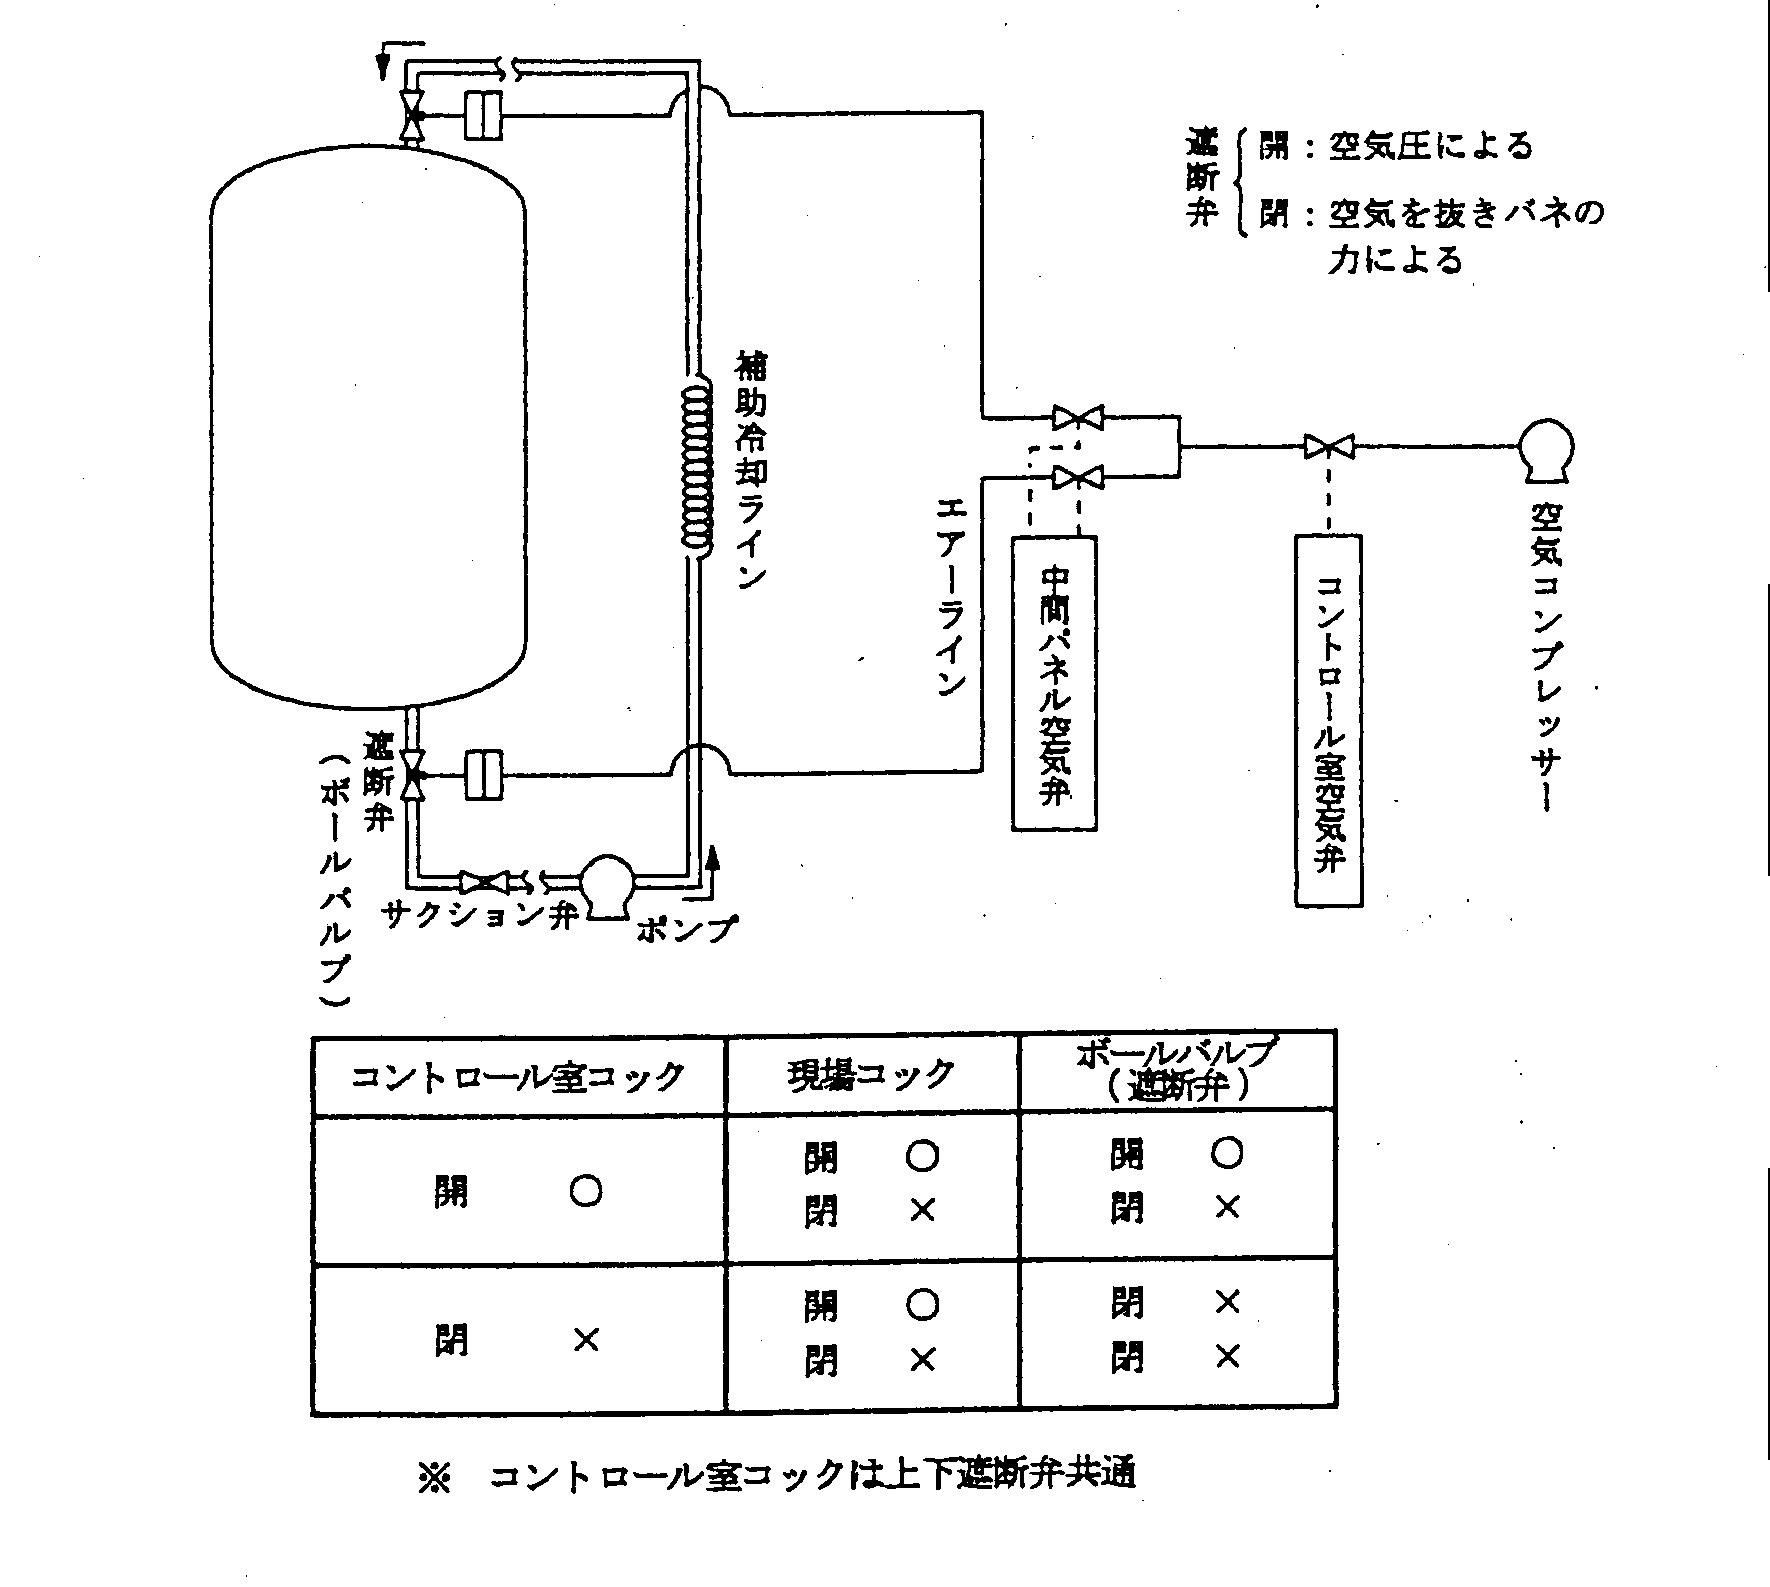 遮断弁
開：空気圧による
閉：空気を抜きバネの
力による
補助冷却ライン
エアーライン
中間パネル空気弁
コントロール室空気弁
空気コンプレッサー
遮断弁
（ボールバルブ）
サクション弁
ポンプ
コントロール室コック 現場コック ボールバルブ
（遮断弁）
開 ○ 開 ○ 開 ○
閉 × 閉 ×
閉 × 開 ○ 閉 ×
閉 × 閉 ×
※ コントロール室コックは上下遮断弁共通